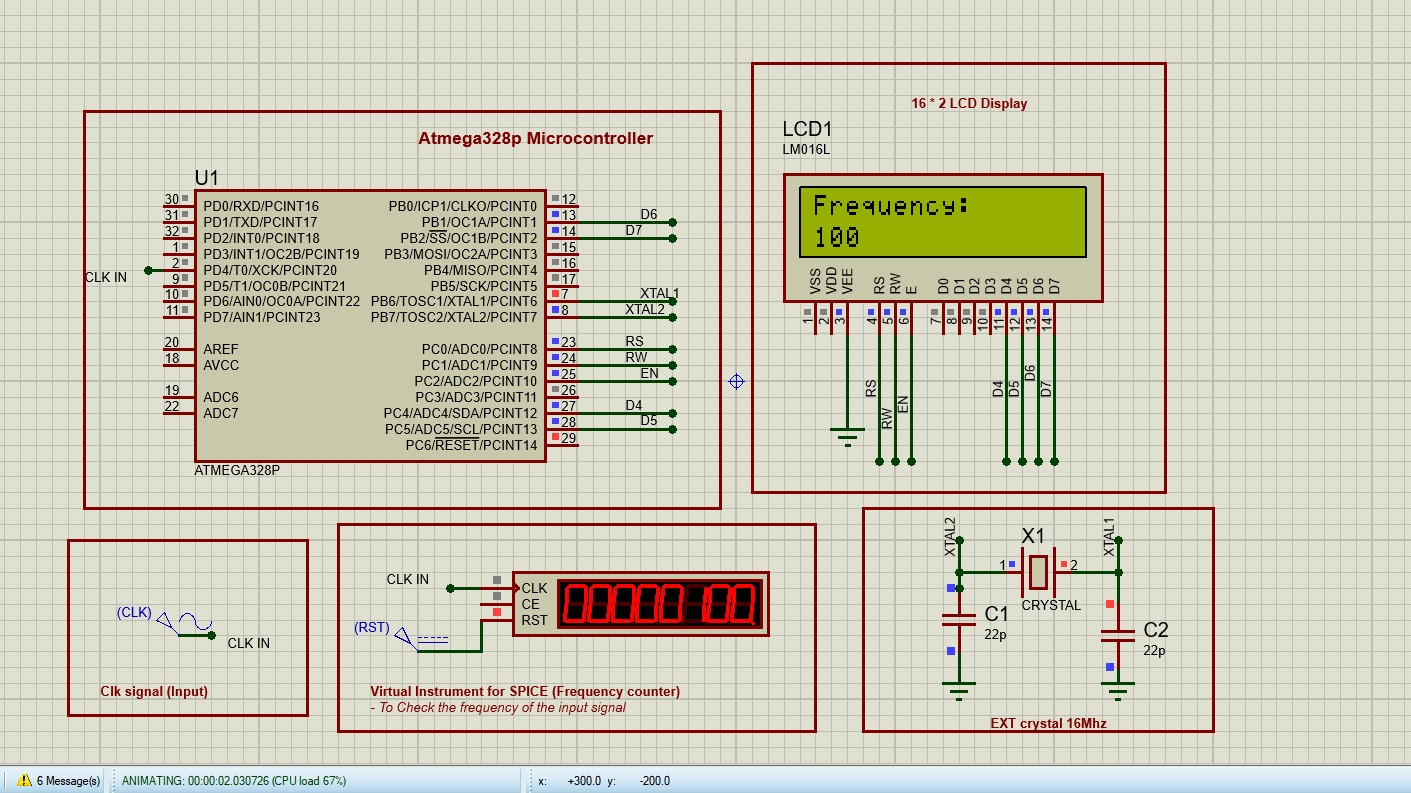 Atmega328p Microcontroller
U1
30 PD0/RXD/PCINT16 PB0/ICP1/CLKO/PCINT0 12
31 PD1/TXD/PCINT17 PB1/OC1A/PCINT1 13 D6
32 PD2/INT0/PCINT18 PB2/SS/OC1B/PCINT2 14 D7
1 PD3/INT1/OC2B/PCINT19 PB3/MOSI/OC2A/PCINT3 15
CLK IN 2 PD4/T0/XCK/PCINT20 PB4/MISO/PCINT4 16
9 PD5/T1/OC0B/PCINT21 PB5/SCK/PCINT5 17
10 PD6/AIN0/OC0A/PCINT22 PB6/TOSC1/XTAL1/PCINT6 7 XTAL1
11 PD7/AIN1/PCINT23 PB7/TOSC2/XTAL2/PCINT7 8 XTAL2
20 AREF PC0/ADC0/PCINT8 23 RS
18 AVCC PC1/ADC1/PCINT9 24 RW
PC2/ADC2/PCINT10 25 EN
19 ADC6 PC3/ADC3/PCINT11 26
22 ADC7 PC4/ADC4/SDA/PCINT12 27 D4
PC5/ADC5/SCL/PCINT13 28 D5
PC6/RESET/PCINT14 29
ATMEGA328P
16 * 2 LCD Display
LCD1
LM016L
Frequency:
100
VSS VDD VEE RS RW E D0 D1 D2 D3 D4 D5 D6 D7
1 2 3 4 5 6 7 8 9 10 11 12 13 14
RS RW EN D4 D5 D6 D7
(CLK)
CLK IN
Clk signal (Input)
CLK IN
CLK
CE
RST
00000100
(RST)
Virtual Instrument for SPICE (Frequency counter)
- To Check the frequency of the input signal
XTAL2 X1 XTAL1
1 2
CRYSTAL
C1
22p
C2
22p
EXT crystal 16Mhz
6 Message(s) ANIMATING: 00:00:02.030726 (CPU load 67%) x: +300.0 y: -200.0